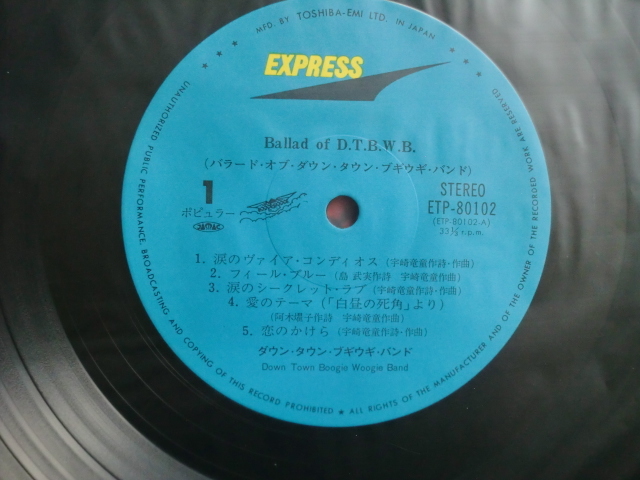 MFD. BY TOSHIBA-EMI LTD. IN JAPAN
EXPRESS
Ballad of D.T.B.W.B.
(バラード・オブ・ダウン・タウン・ブギウギ・バンド)
1
ポピュラー
STEREO
ETP-80102
(ETP-80102-A)
33⅓ r.p.m.
1. 涙のヴァイア・コンディオス (宇崎竜童作詩・作曲)
2. フィール・ブルー (島 武実作詩 宇崎竜童作曲)
3. 涙のシークレット・ラブ (宇崎竜童作詩・作曲)
4. 愛のテーマ (「白昼の死角」より)
(阿木燿子作詩 宇崎竜童作曲)
5. 恋のかけら (宇崎竜童作詩・作曲)
ダウン・タウン・ブギウギ・バンド
Down Town Boogie Woogie Band
UNAUTHORIZED PUBLIC PERFORMANCE, BROADCASTING AND COPYING OF THIS RECORD PROHIBITED ★ ALL RIGHTS OF THE MANUFACTURER AND OF THE OWNER OF THE RECORDED WORK ARE RESERVED